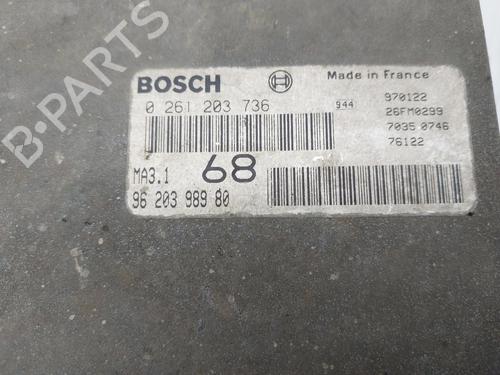 B-PARTS
BOSCH
Made in France
0 261 203 736
944
970122
26FM0299
7035 0746
76122
MA3.1
68
96 203 989 80